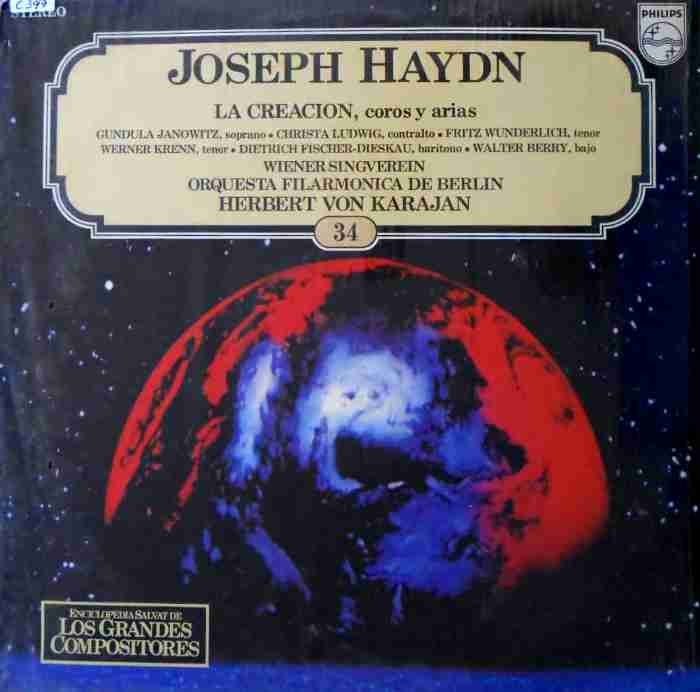 C-399
STEREO
PHILIPS
JOSEPH HAYDN
LA CREACION, coros y arias
GUNDULA JANOWITZ, soprano • CHRISTA LUDWIG, contralto • FRITZ WUNDERLICH, tenor
WERNER KRENN, tenor • DIETRICH FISCHER-DIESKAU, barítono • WALTER BERRY, bajo
WIENER SINGVEREIN
ORQUESTA FILARMONICA DE BERLIN
HERBERT VON KARAJAN
34
ENCICLOPEDIA SALVAT DE
LOS GRANDES
COMPOSITORES